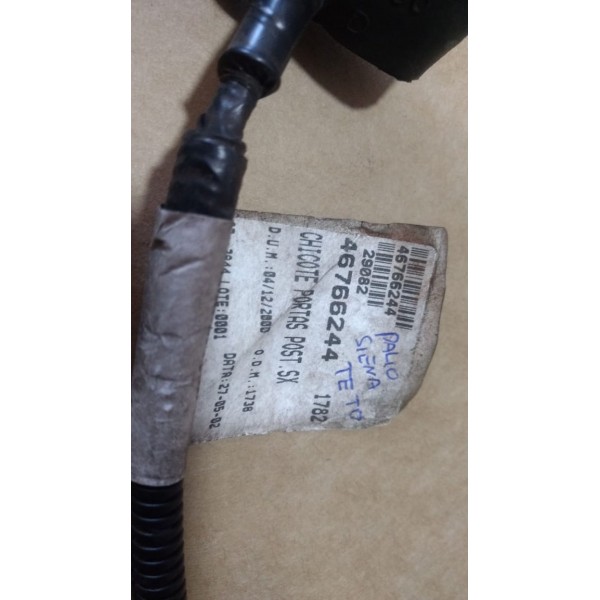 46766244
28082
46766244 1782
CHICOTE PORTAS POST.SX
D.U.M.:04/12/2000 O.D.M.:1738
LOTE:0001 DATA:27-05-02
PALIO
SIENA
TETO